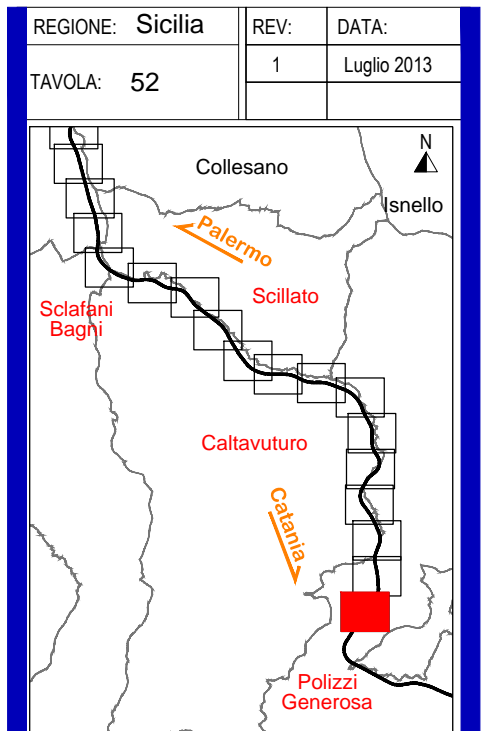 REGIONE: Sicilia
REV: DATA:
1 Luglio 2013
TAVOLA: 52
N
Collesano
Isnello
Palermo
Scillato
Sclafani
Bagni
Caltavuturo
Catania
Polizzi
Generosa